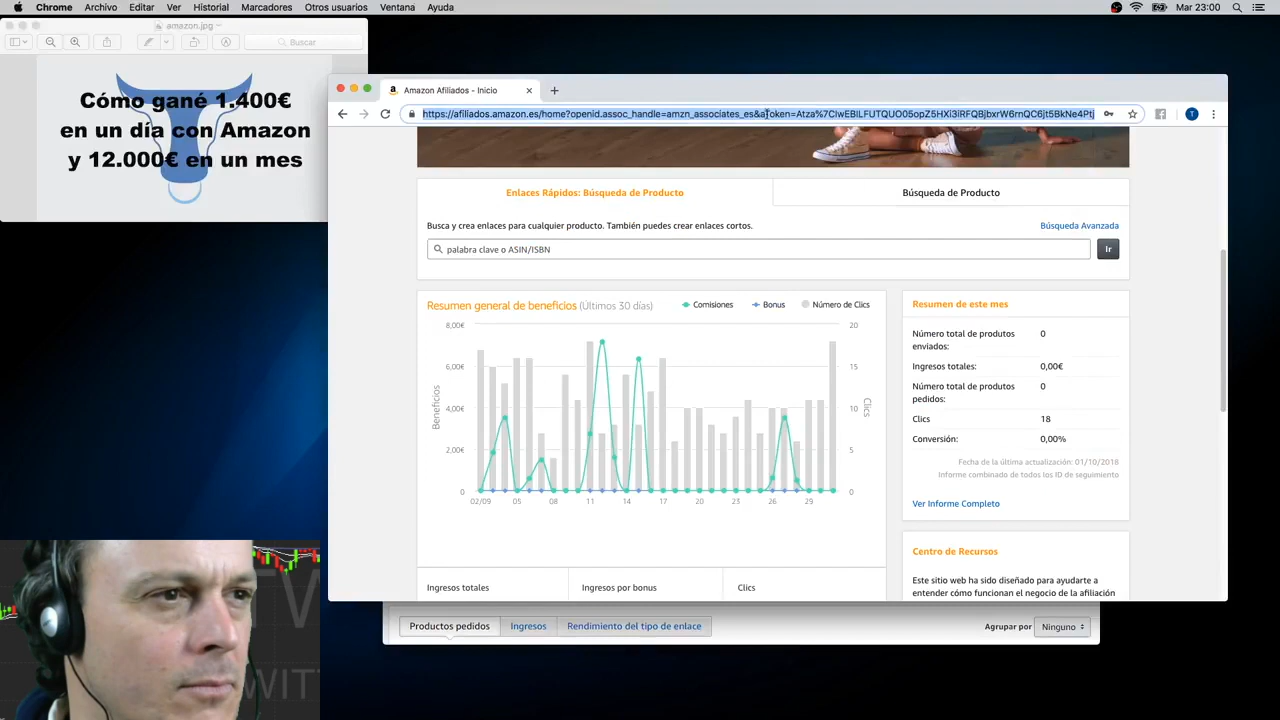 Chrome Archivo Editar Ver Historial Marcadores Otros usuarios Ventana Ayuda
Mar 23:00
amazon.jpg
Buscar
Cómo gané 1.400€
en un día con Amazon
y 12.000€ en un mes
Amazon Afiliados - Inicio
https://afiliados.amazon.es/home?openid.assoc_handle=amzn_associates_es&aToken=
T
Enlaces Rápidos: Búsqueda de Producto
Búsqueda de Producto
Busca y crea enlaces para cualquier producto. También puedes crear enlaces cortos.
Búsqueda Avanzada
palabra clave o ASIN/ISBN
Ir
Resumen general de beneficios (Últimos 30 días)
Comisiones Bonus Número de Clics
8,00€ 20
6,00€ 15
4,00€ 10
2,00€ 5
0 0
Beneficios
Clics
02/09 05 08 11 14 17 20 23 26 29
Ingresos totales
Ingresos por bonus
Clics
Resumen de este mes
Número total de produtos
enviados:
0
Ingresos totales: 0,00€
Número total de produtos
pedidos:
0
Clics 18
Conversión: 0,00%
Fecha de la última actualización: 01/10/2018
Informe combinado de todos los ID de seguimiento
Ver Informe Completo
Centro de Recursos
Este sitio web ha sido diseñado para ayudarte a
entender cómo funcionan el negocio de la afiliación
Productos pedidos
Ingresos
Rendimiento del tipo de enlace
Agrupar por
Ninguno